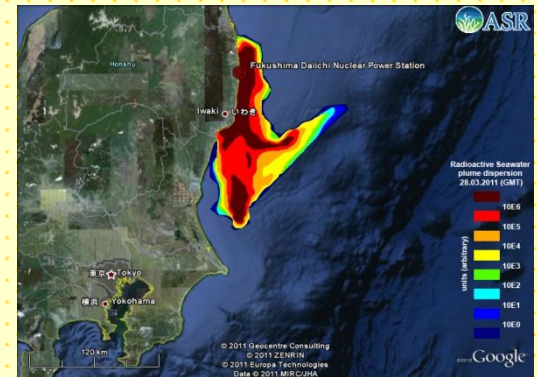 ASR
Honshu
Fukushima Daiichi Nuclear Power Station
Iwaki いわき
Radioactive Seawater
plume dispersion
28.03.2011 (GMT)
10E6
10E5
10E4
10E3
10E2
10E1
10E0
units (arbitrary)
東京 Tokyo
横浜 Yokohama
120 km
© 2011 Geocentre Consulting
© 2011 ZENRIN
© 2011 Europa Technologies
Data © 2011 MIRC/JHA
©2010 Google